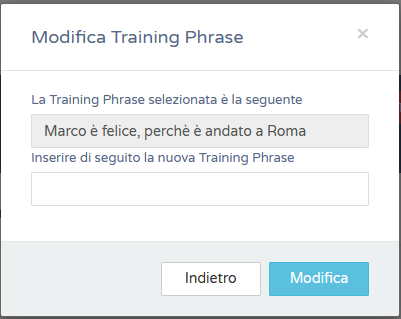 Modifica Training Phrase
×
La Training Phrase selezionata è la seguente
Marco è felice, perchè è andato a Roma
Inserire di seguito la nuova Training Phrase
Indietro
Modifica